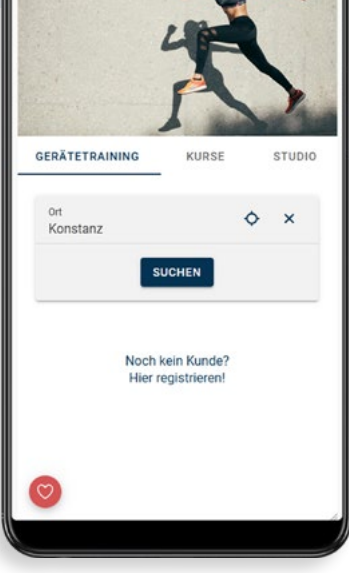 GERÄTETRAINING KURSE STUDIO
Ort
Konstanz
SUCHEN
Noch kein Kunde?
Hier registrieren!